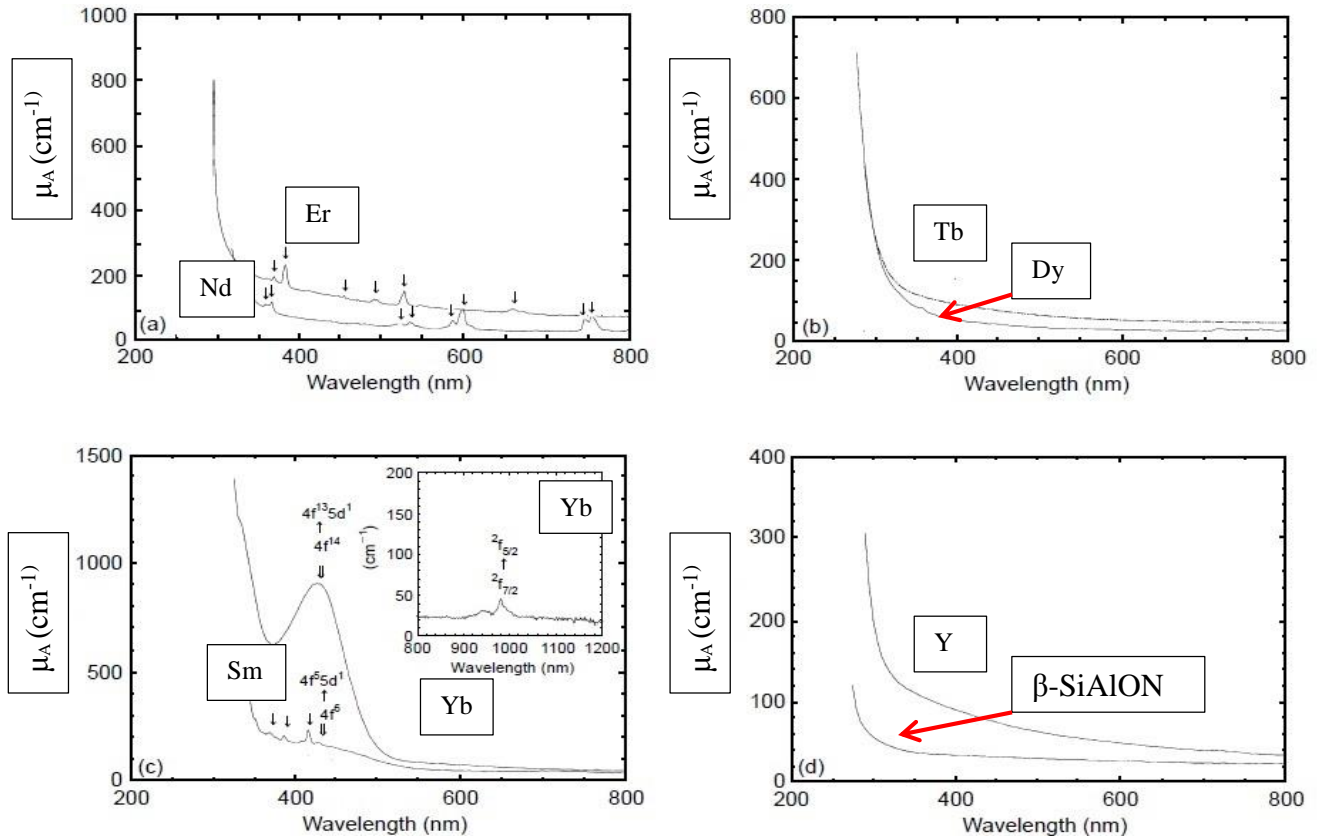 1000
800
600
400
200
0
μA (cm-1)
Er
↓ ↓ ↓ ↓ ↓ ↓
Nd
↓ ↓ ↓ ↓ ↓ ↓ ↓ ↓
(a)
200 400 600 800
Wavelength (nm)
800
600
400
200
0
μA (cm-1)
Tb
Dy
(b)
200 300 400 600 800
Wavelength (nm)
1500
1000
500
0
μA (cm-1)
4f135d1
↑
4f14
⇓
Sm
4f55d1
↑
4f6
⇓
↓ ↓ ↓
Yb
(c)
200 400 600 800
Wavelength (nm)
200
150
100
50
0
(cm-1)
Yb
2f5/2
↑
2f7/2
800 900 1000 1100 1200
Wavelength (nm)
400
300
200
100
0
μA (cm-1)
Y
β-SiAlON
(d)
200 400 600 800
Wavelength (nm)